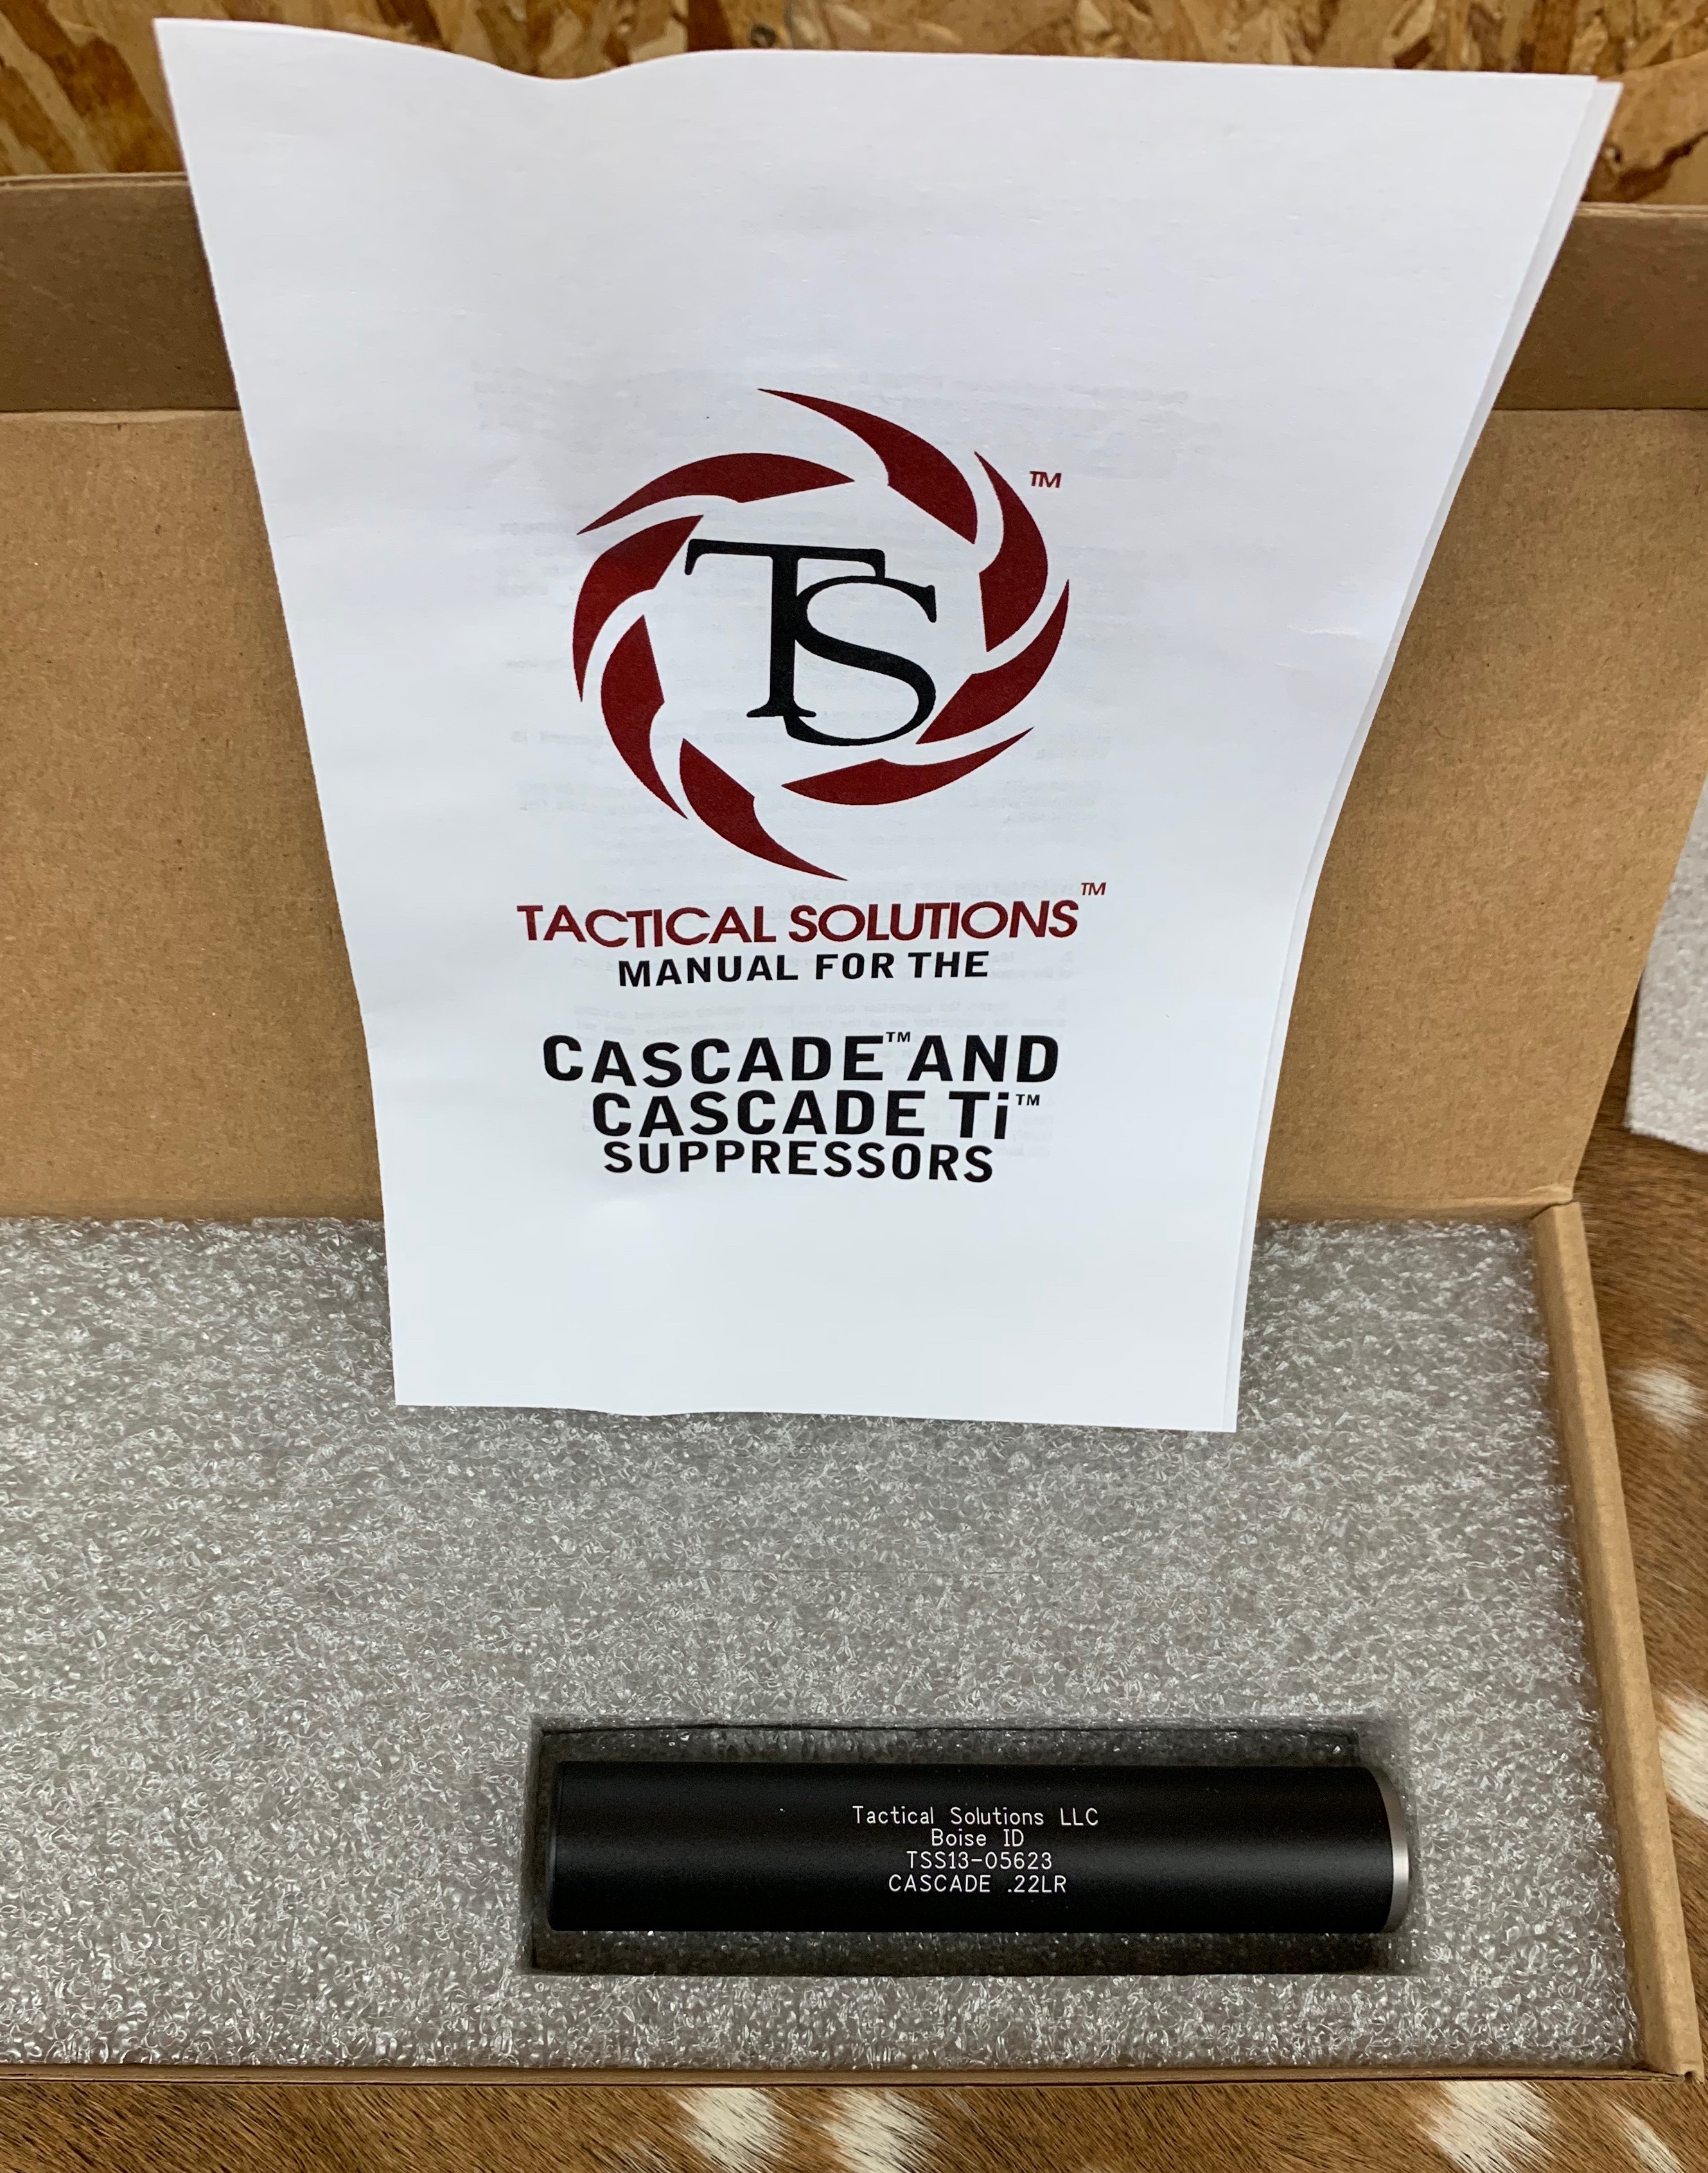 TS
™
TACTICAL SOLUTIONS™
MANUAL FOR THE
CASCADE™ AND
CASCADE Ti™
SUPPRESSORS
Tactical Solutions LLC
Boise ID
TSS13-05623
CASCADE .22LR